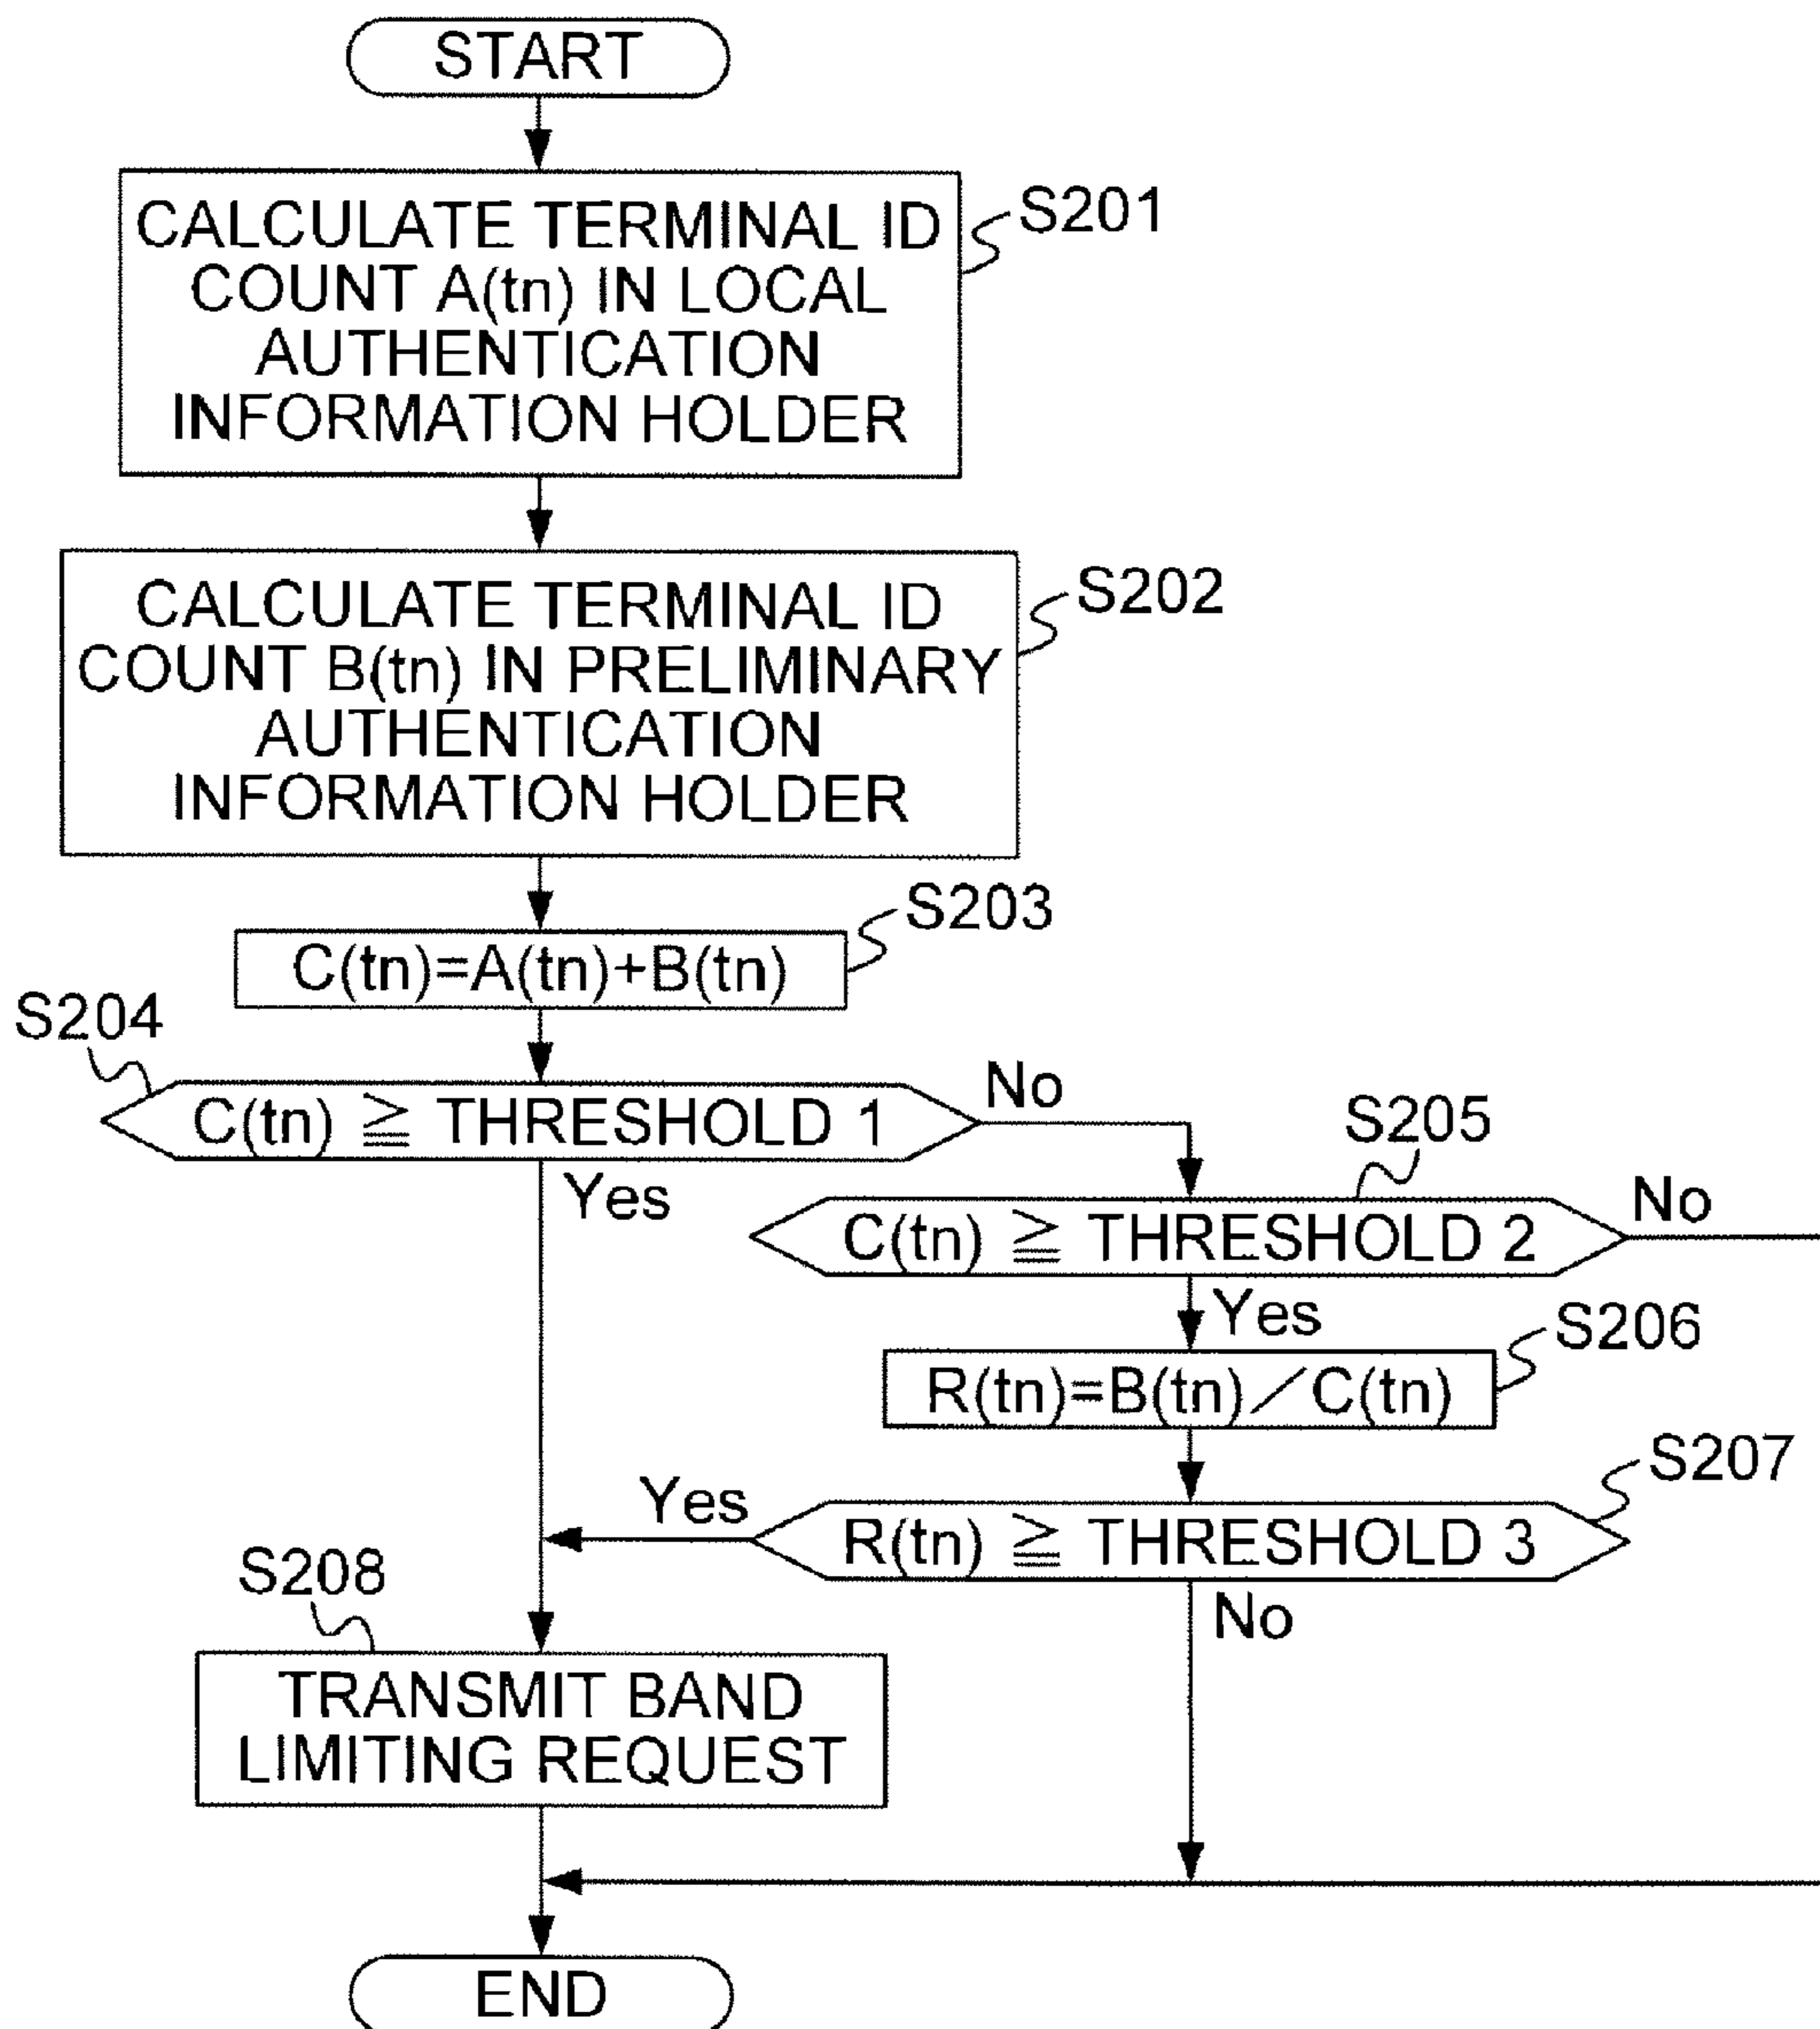 START
CALCULATE TERMINAL ID
COUNT A(tn) IN LOCAL
AUTHENTICATION
INFORMATION HOLDER
S201
CALCULATE TERMINAL ID
COUNT B(tn) IN PRELIMINARY
AUTHENTICATION
INFORMATION HOLDER
S202
C(tn)=A(tn)+B(tn)
S203
S204
C(tn) ≧ THRESHOLD 1
No
Yes
S205
C(tn) ≧ THRESHOLD 2
No
Yes
S206
R(tn)=B(tn)/C(tn)
S207
Yes
R(tn) ≧ THRESHOLD 3
No
S208
TRANSMIT BAND
LIMITING REQUEST
END